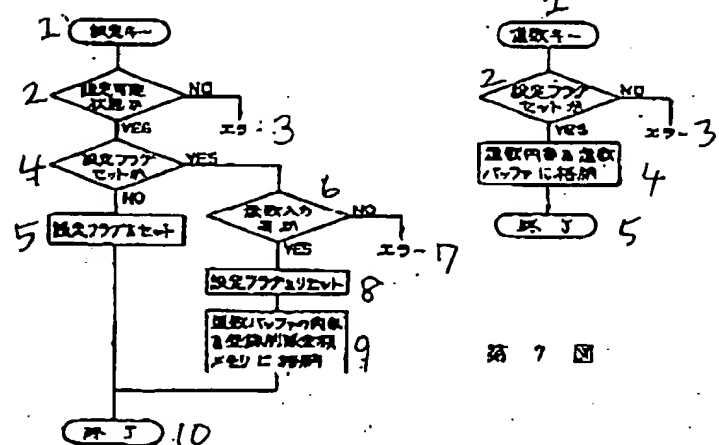 1
設定キー
2
設定可能
状態か
NO
エラー 3
YES
4
設定フラグ
セットか
YES
NO
5
設定フラグをセット
6
置数入力
済か
NO
エラー 7
YES
設定フラグをリセット
8
置数バッファの内容
メモリに格納
9
終了
10
1
置数キー
2
設定フラグ
セットか
NO
エラー 3
YES
置数内容を置数
バッファに格納
4
終了
5
第7図